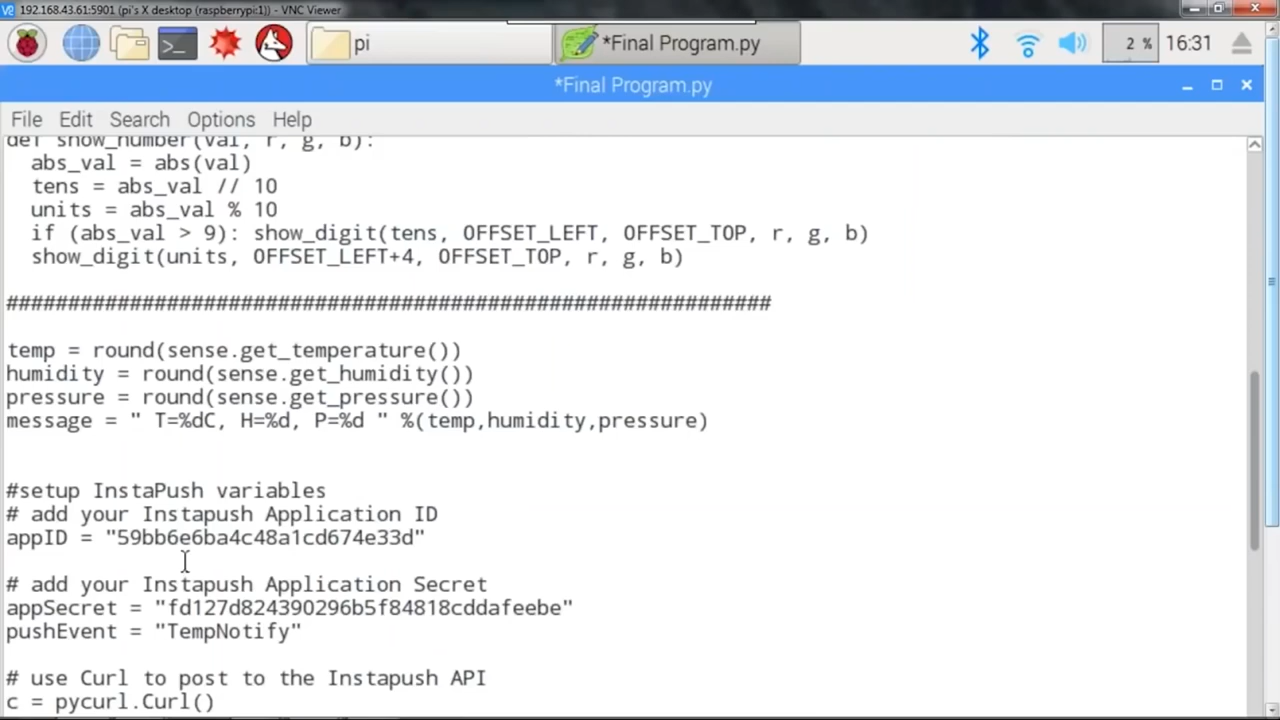 192.168.43.61:5901 (pi's X desktop (raspberrypi:1)) - VNC Viewer
pi
*Final Program.py
2 %
16:31
*Final Program.py
File Edit Search Options Help
def show_number(val, r, g, b):
  abs_val = abs(val)
  tens = abs_val // 10
  units = abs_val % 10
  if (abs_val > 9): show_digit(tens, OFFSET_LEFT, OFFSET_TOP, r, g, b)
  show_digit(units, OFFSET_LEFT+4, OFFSET_TOP, r, g, b)
##############################################################
temp = round(sense.get_temperature())
humidity = round(sense.get_humidity())
pressure = round(sense.get_pressure())
message = " T=%dC, H=%d, P=%d " %(temp,humidity,pressure)
#setup InstaPush variables
# add your Instapush Application ID
appID = "59bb6e6ba4c48a1cd674e33d"
# add your Instapush Application Secret
appSecret = "fd127d824390296b5f84818cddafeebe"
pushEvent = "TempNotify"
# use Curl to post to the Instapush API
c = pycurl.Curl()